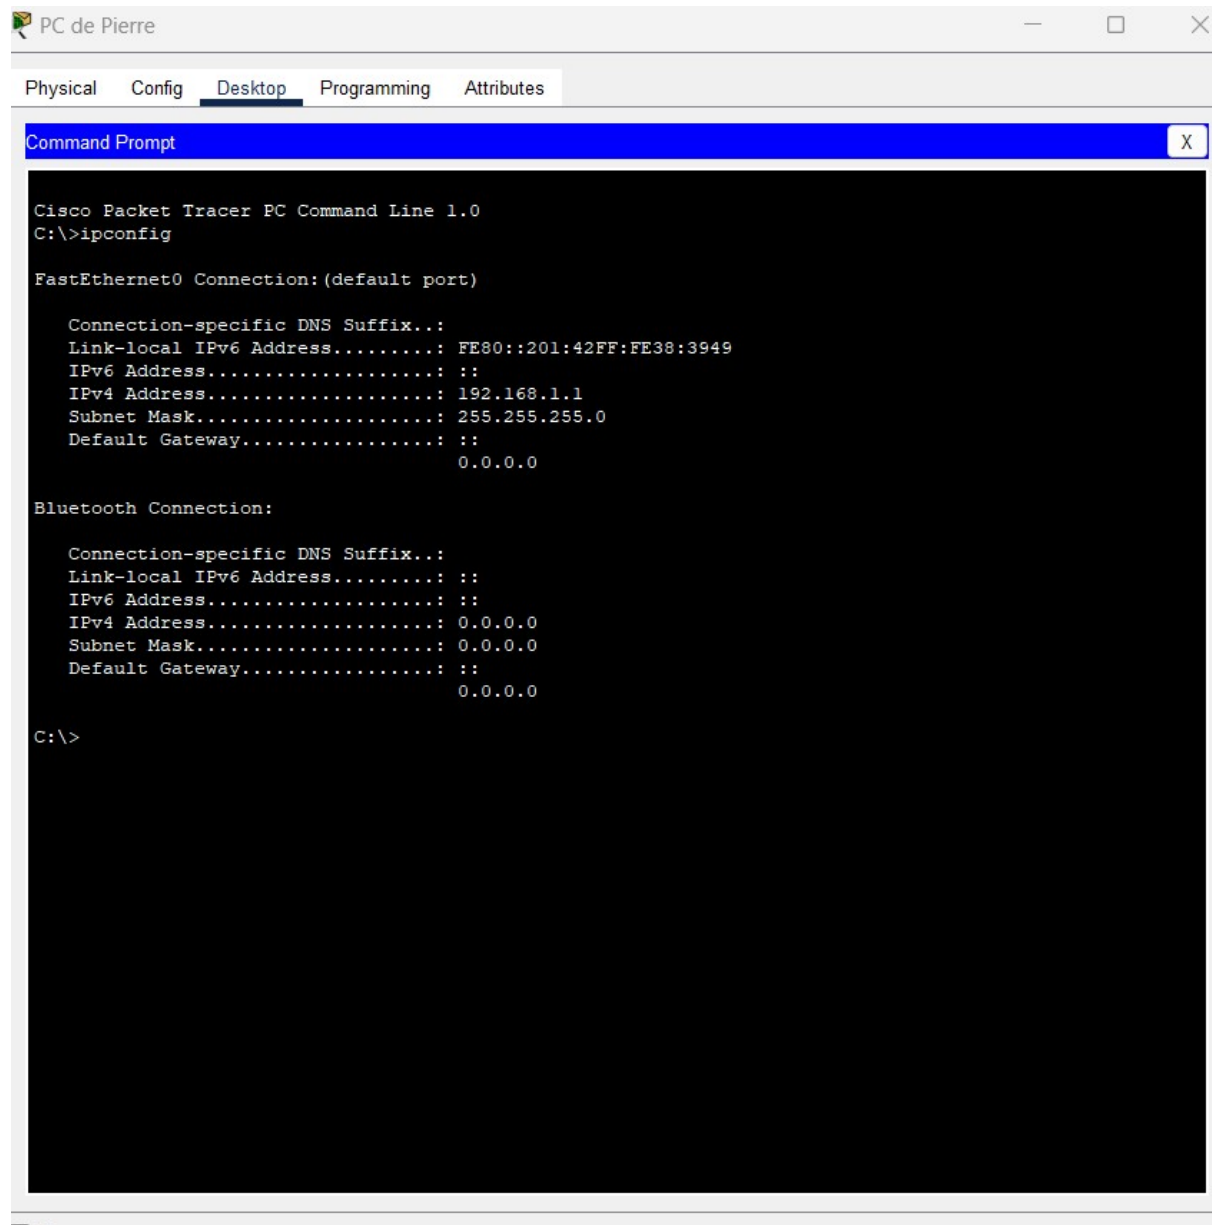 PC de Pierre
Physical Config Desktop Programming Attributes
Command Prompt
X
Cisco Packet Tracer PC Command Line 1.0
C:\>ipconfig
FastEthernet0 Connection:(default port)
Connection-specific DNS Suffix..:
Link-local IPv6 Address.........: FE80::201:42FF:FE38:3949
IPv6 Address....................: ::
IPv4 Address....................: 192.168.1.1
Subnet Mask.....................: 255.255.255.0
Default Gateway.................: ::
0.0.0.0
Bluetooth Connection:
Connection-specific DNS Suffix..:
Link-local IPv6 Address.........: ::
IPv6 Address....................: ::
IPv4 Address....................: 0.0.0.0
Subnet Mask.....................: 0.0.0.0
Default Gateway.................: ::
0.0.0.0
C:\>